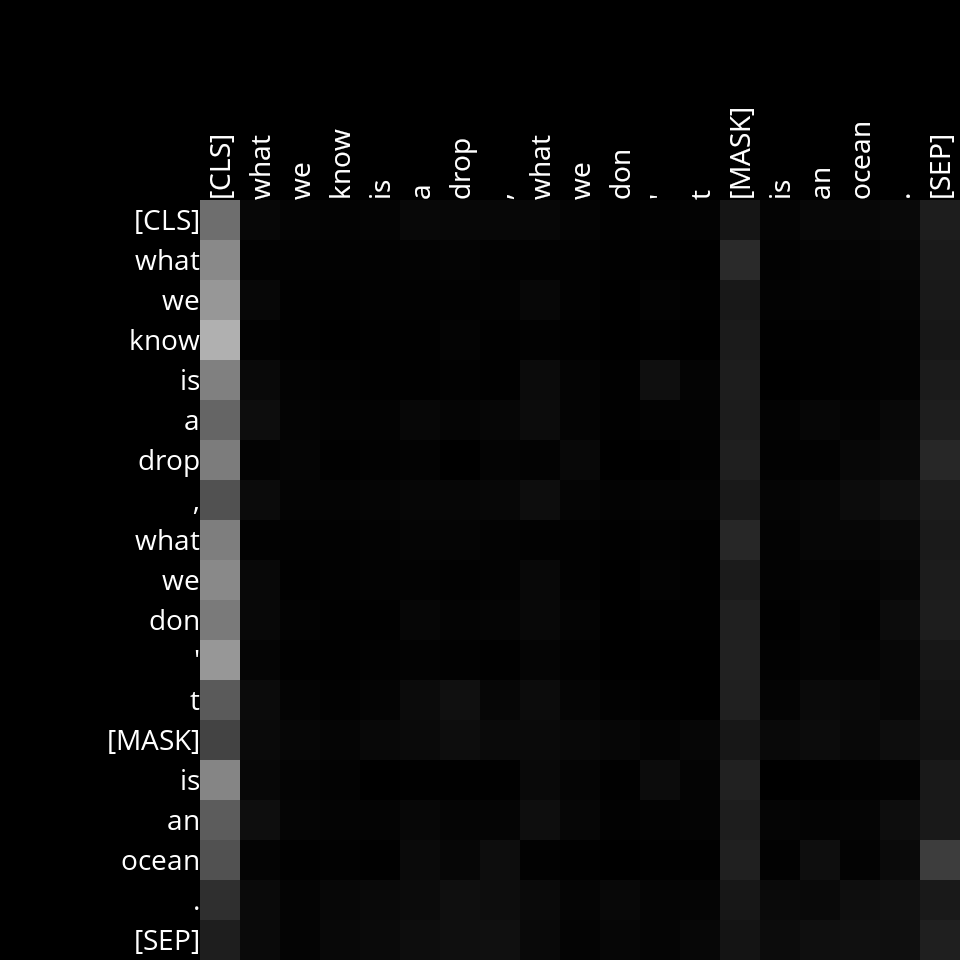 [CLS] what we know is a drop , what we don ' t [MASK] is an ocean . [SEP]
[CLS]
what
we
know
is
a
drop
,
what
we
don
'
t
[MASK]
is
an
ocean
.
[SEP]